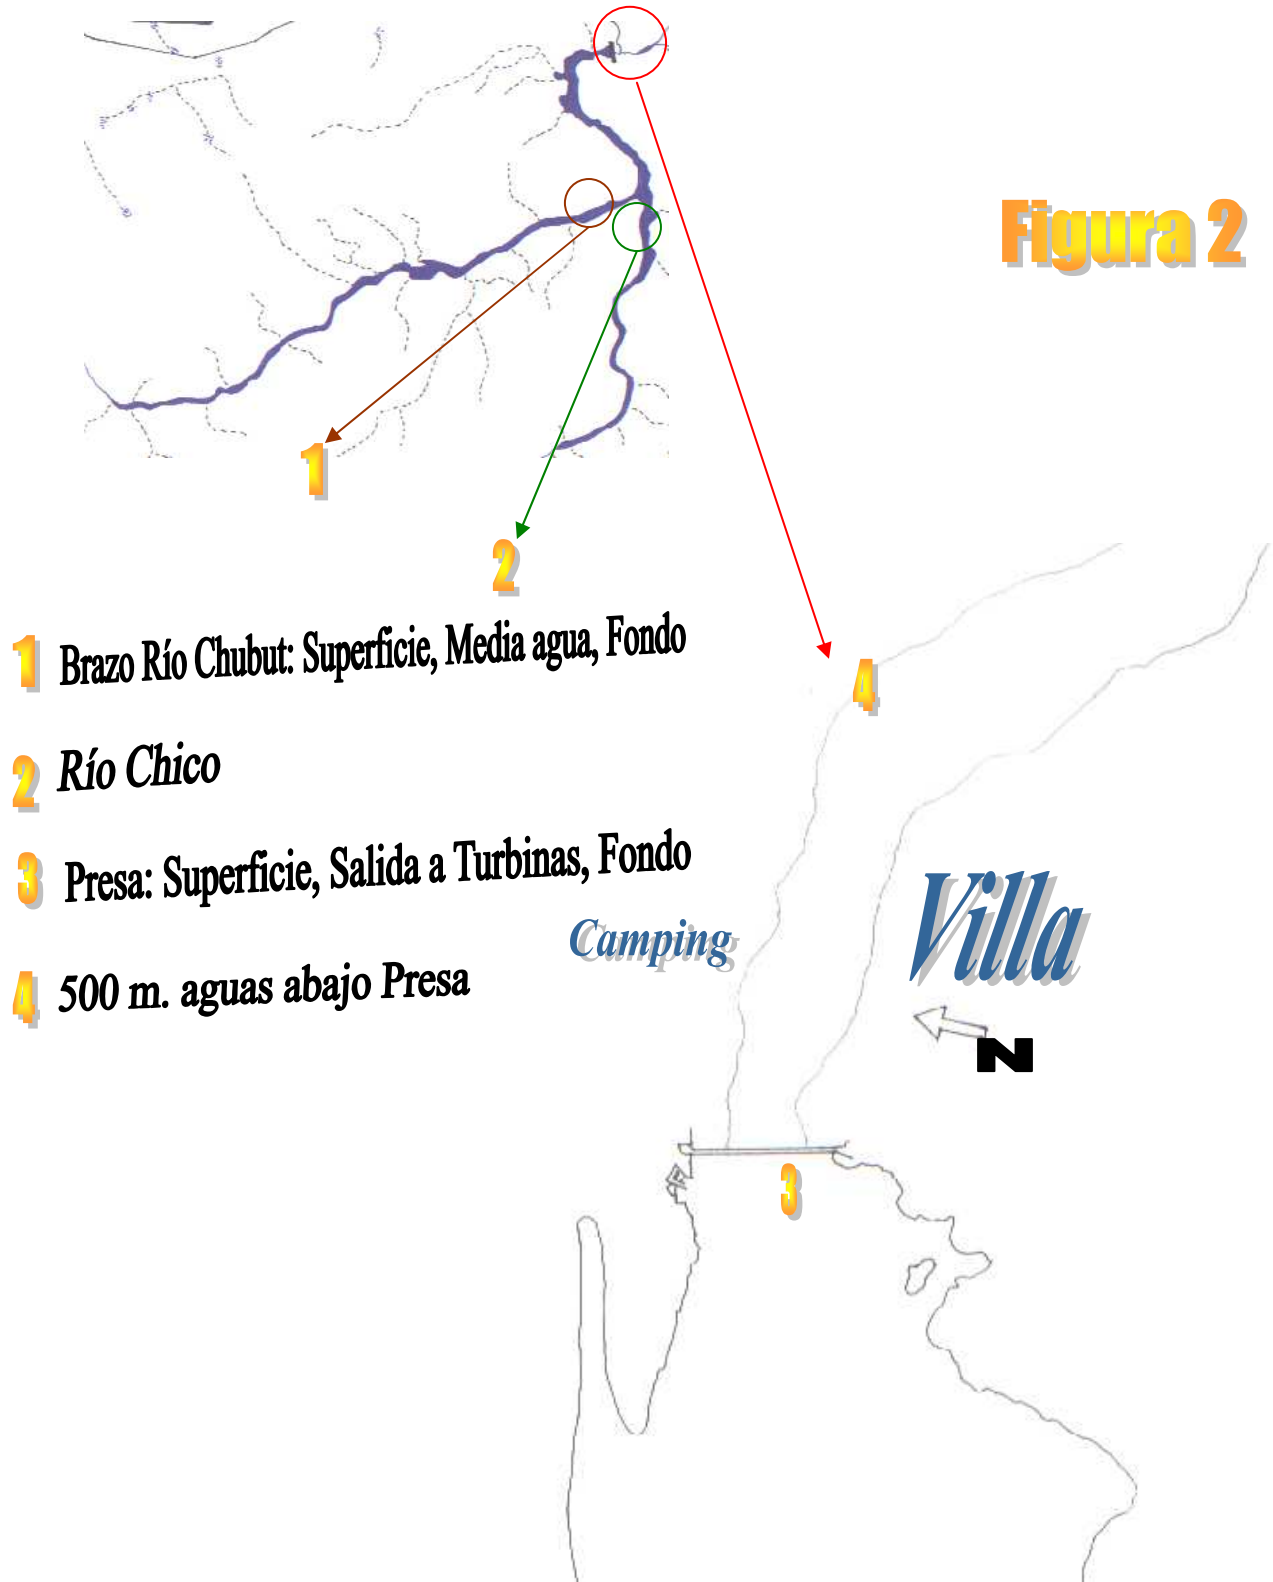 Figura 2
1
2
1 Brazo Río Chubut: Superficie, Media agua, Fondo
4
2 Río Chico
3 Presa: Superficie, Salida a Turbinas, Fondo
Villa
Camping
4 500 m. aguas abajo Presa
N
3